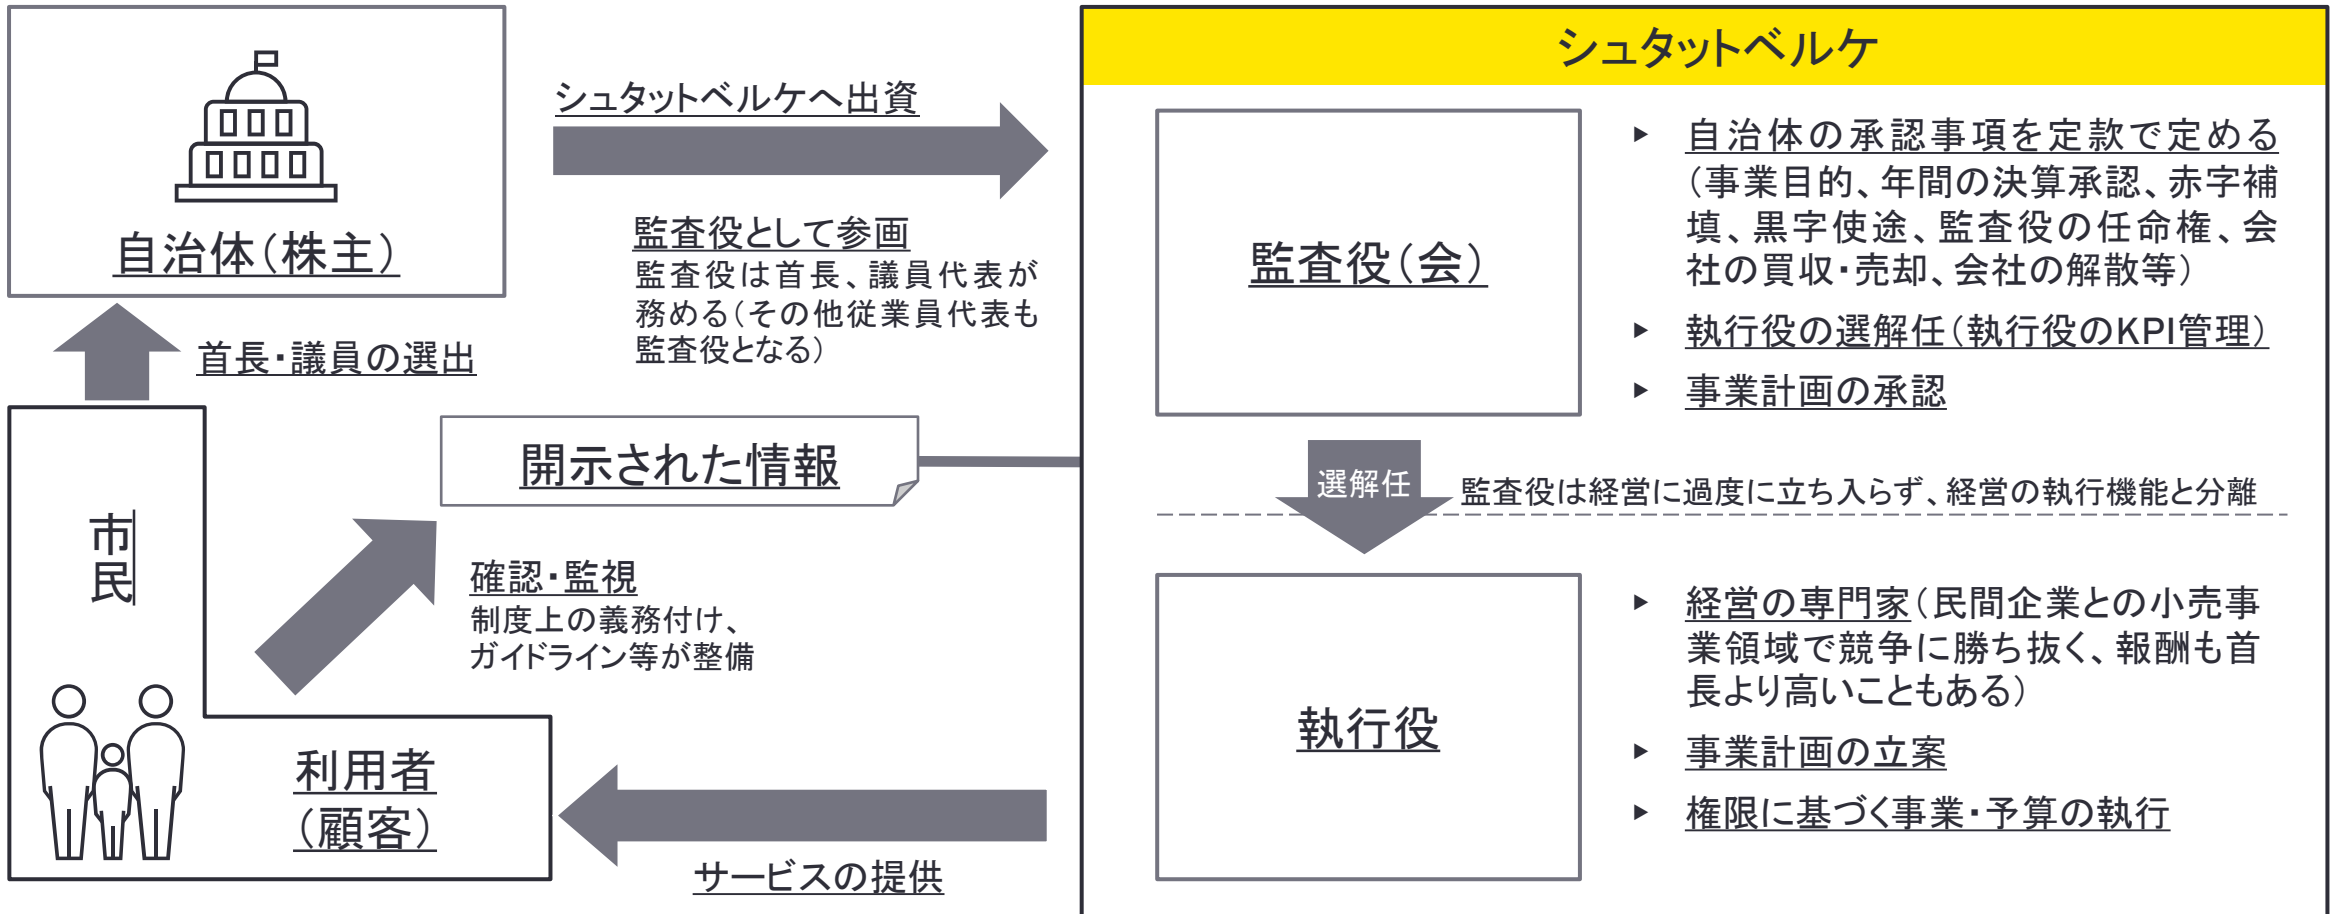 自治体（株主）
シュタットベルケへ出資
監査役として参画
監査役は首長、議員代表が
務める（その他従業員代表も
監査役となる）
首長・議員の選出
開示された情報
市民
確認・監視
制度上の義務付け、
ガイドライン等が整備
利用者
（顧客）
サービスの提供
シュタットベルケ
監査役（会）
▶ 自治体の承認事項を定款で定める
（事業目的、年間の決算承認、赤字補
填、黒字使途、監査役の任命権、会
社の買収・売却、会社の解散等）
▶ 執行役の選解任（執行役のKPI管理）
▶ 事業計画の承認
選解任
監査役は経営に過度に立ち入らず、経営の執行機能と分離
執行役
▶ 経営の専門家（民間企業との小売事
業領域で競争に勝ち抜く、報酬も首
長より高いこともある）
▶ 事業計画の立案
▶ 権限に基づく事業・予算の執行